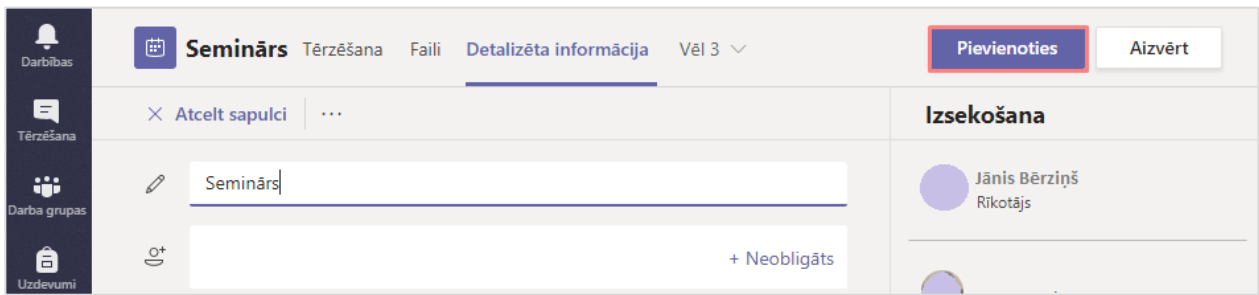 Darbības
Tērzēšana
Darba grupas
Uzdevumi
Seminārs Tērzēšana Faili Detalizēta informācija Vēl 3
Pievienoties Aizvērt
Atcelt sapulci ...
Seminārs
+ Neobligāts
Izsekošana
Jānis Bērziņš
Rīkotājs